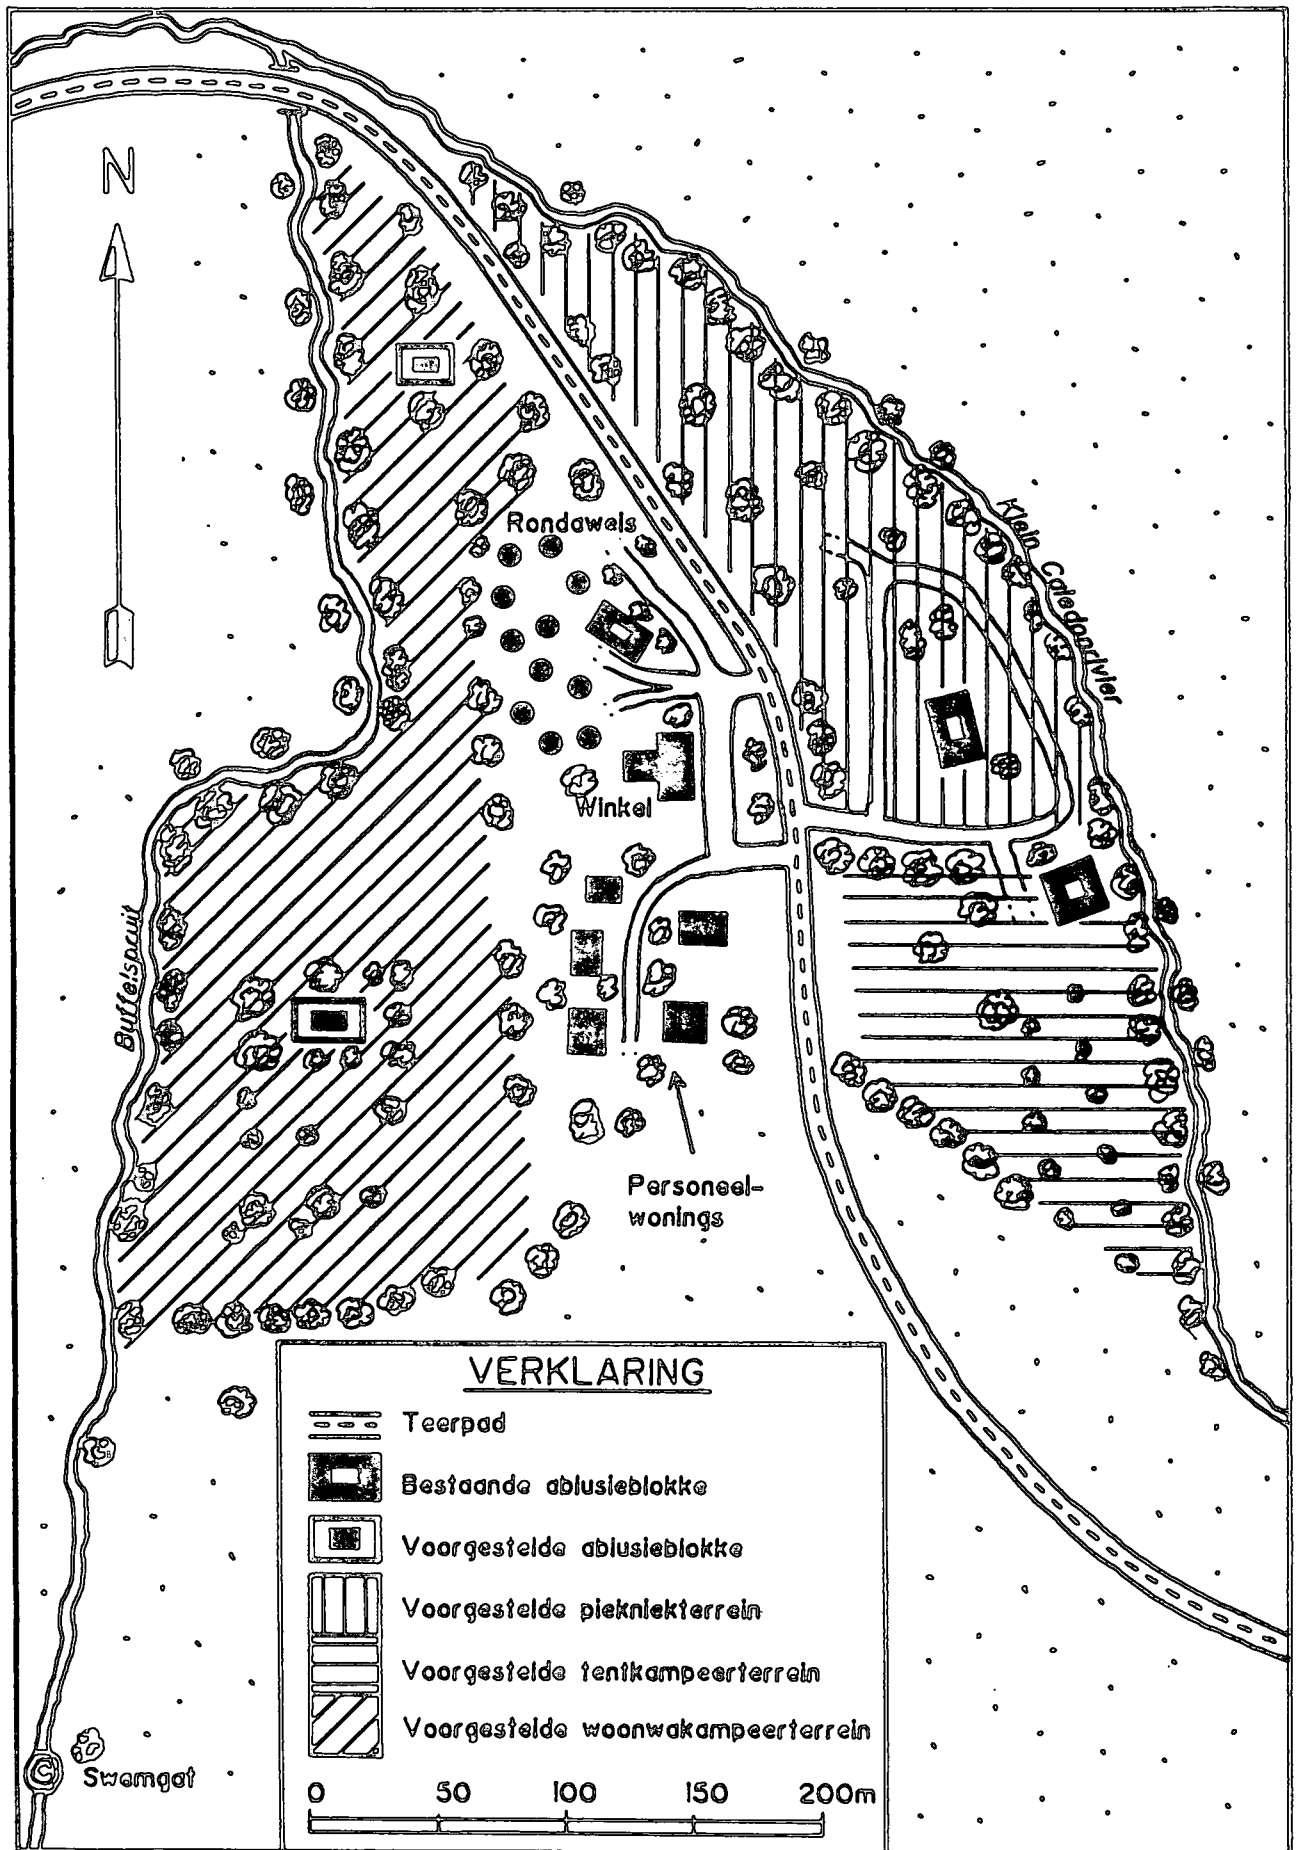 N
Rondawels
Klein Caledonrivier
Winkel
Buffelspruit
Personeel-
wonings
VERKLARING
Teerpad
Bestaande ablusieblokke
Voorgestelde ablusieblokke
Voorgestelde piekniekterrein
Voorgestelde tentkampeerterrein
Voorgestelde woonwakampeerterrein
C
Swemgat
0 50 100 150 200m